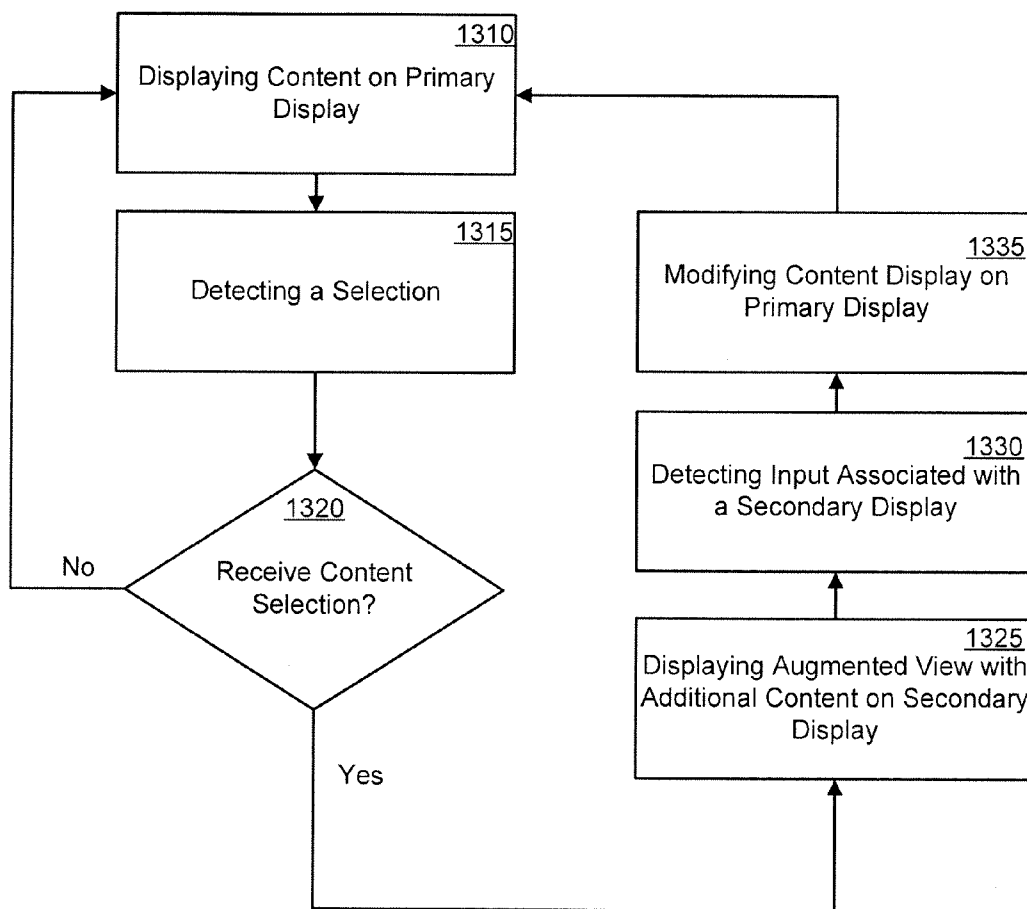 1310
Displaying Content on Primary
Display
1315
Detecting a Selection
1320
Receive Content
Selection?
No
Yes
1325
Displaying Augmented View with
Additional Content on Secondary
Display
1330
Detecting Input Associated with
a Secondary Display
1335
Modifying Content Display on
Primary Display